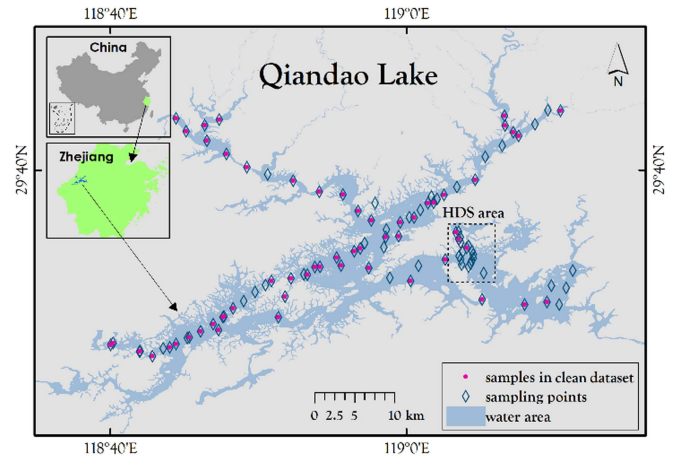 118°40'E
119°0'E
China
Qiandao Lake
N
Zhejiang
29°40'N
29°40'N
HDS area
samples in clean dataset
sampling points
water area
0 2.5 5 10 km
118°40'E
119°0'E